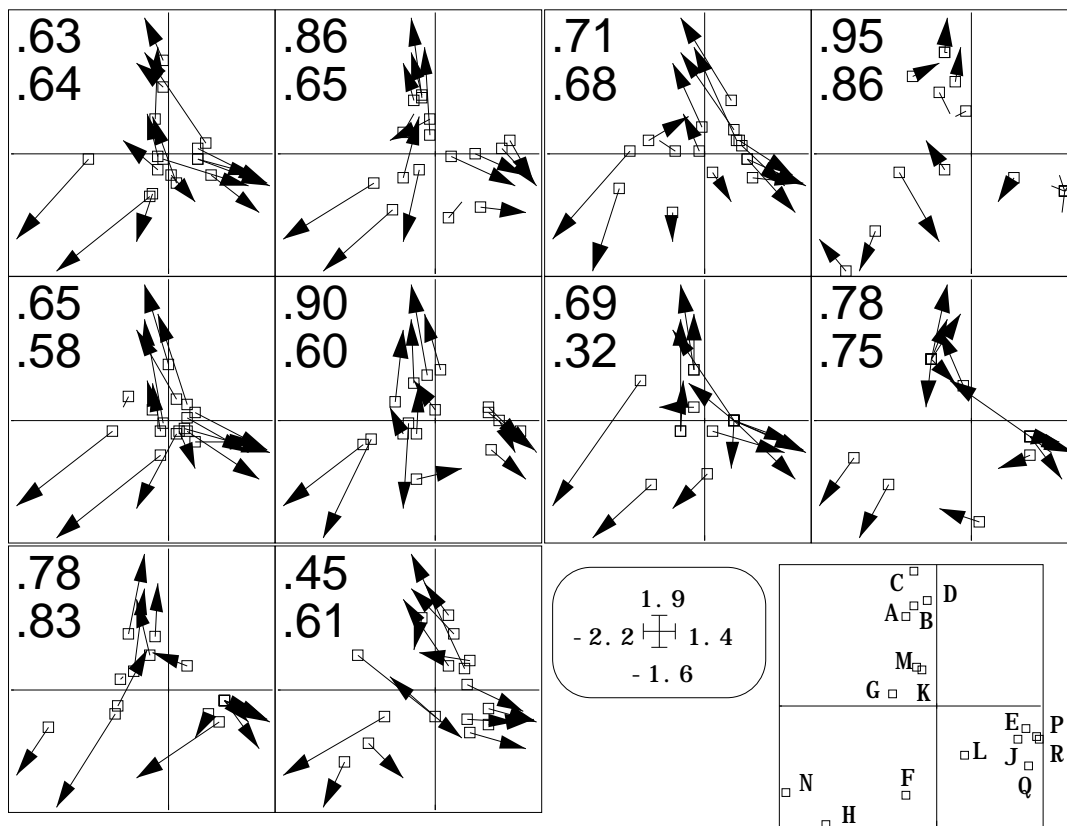 .63 .86 .71 .95
.64 .65 .68 .86
.65 .90 .69 .78
.58 .60 .32 .75
.78 .45
.83 .61
1.9
-2.2 1.4
-1.6
C
D
A B
M
G K
E P
L J R
Q
N F
H